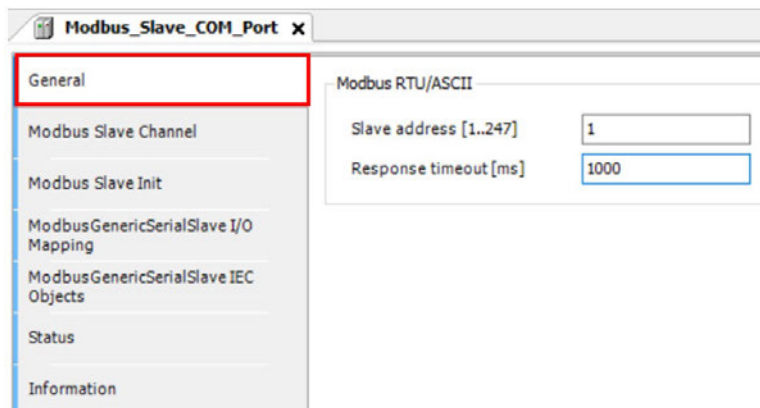 Modbus_Slave_COM_Port x
General
Modbus RTU/ASCII
Slave address [1..247] 1
Response timeout [ms] 1000
Modbus Slave Channel
Modbus Slave Init
ModbusGenericSerialSlave I/O
Mapping
ModbusGenericSerialSlave IEC
Objects
Status
Information